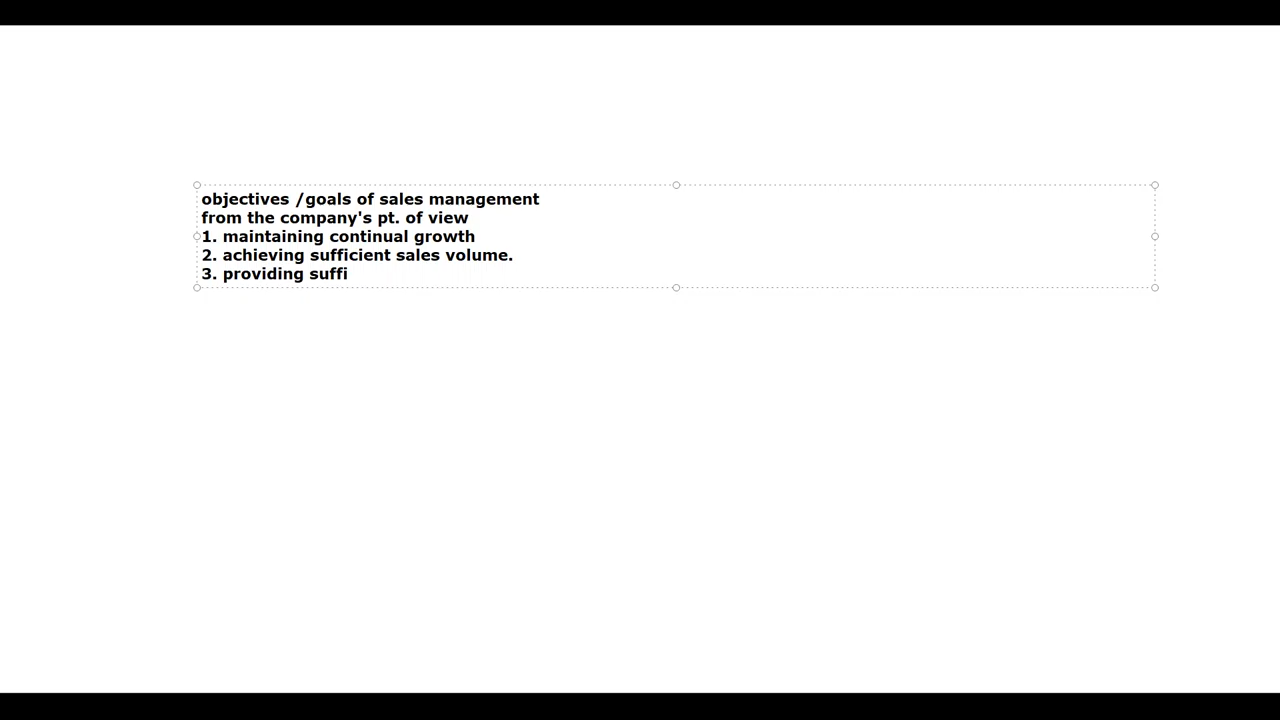 objectives /goals of sales management
from the company's pt. of view
1. maintaining continual growth
2. achieving sufficient sales volume.
3. providing suffi